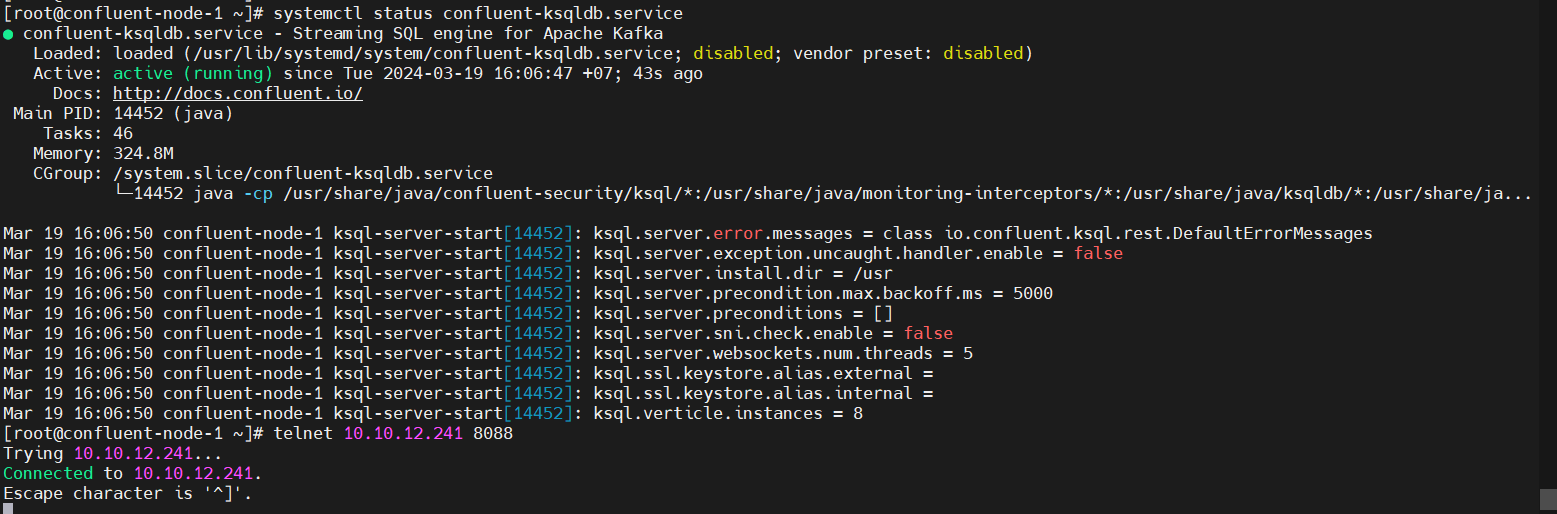 [root@confluent-node-1 ~]# systemctl status confluent-ksqldb.service
● confluent-ksqldb.service - Streaming SQL engine for Apache Kafka
   Loaded: loaded (/usr/lib/systemd/system/confluent-ksqldb.service; disabled; vendor preset: disabled)
   Active: active (running) since Tue 2024-03-19 16:06:47 +07; 43s ago
     Docs: http://docs.confluent.io/
 Main PID: 14452 (java)
    Tasks: 46
   Memory: 324.8M
   CGroup: /system.slice/confluent-ksqldb.service
           └─14452 java -cp /usr/share/java/confluent-security/ksql/*:/usr/share/java/monitoring-interceptors/*:/usr/share/java/ksqldb/*:/usr/share/ja...
Mar 19 16:06:50 confluent-node-1 ksql-server-start[14452]: ksql.server.error.messages = class io.confluent.ksql.rest.DefaultErrorMessages
Mar 19 16:06:50 confluent-node-1 ksql-server-start[14452]: ksql.server.exception.uncaught.handler.enable = false
Mar 19 16:06:50 confluent-node-1 ksql-server-start[14452]: ksql.server.install.dir = /usr
Mar 19 16:06:50 confluent-node-1 ksql-server-start[14452]: ksql.server.precondition.max.backoff.ms = 5000
Mar 19 16:06:50 confluent-node-1 ksql-server-start[14452]: ksql.server.preconditions = []
Mar 19 16:06:50 confluent-node-1 ksql-server-start[14452]: ksql.server.sni.check.enable = false
Mar 19 16:06:50 confluent-node-1 ksql-server-start[14452]: ksql.server.websockets.num.threads = 5
Mar 19 16:06:50 confluent-node-1 ksql-server-start[14452]: ksql.ssl.keystore.alias.external =
Mar 19 16:06:50 confluent-node-1 ksql-server-start[14452]: ksql.ssl.keystore.alias.internal =
Mar 19 16:06:50 confluent-node-1 ksql-server-start[14452]: ksql.verticle.instances = 8
[root@confluent-node-1 ~]# telnet 10.10.12.241 8088
Trying 10.10.12.241...
Connected to 10.10.12.241.
Escape character is '^]'.